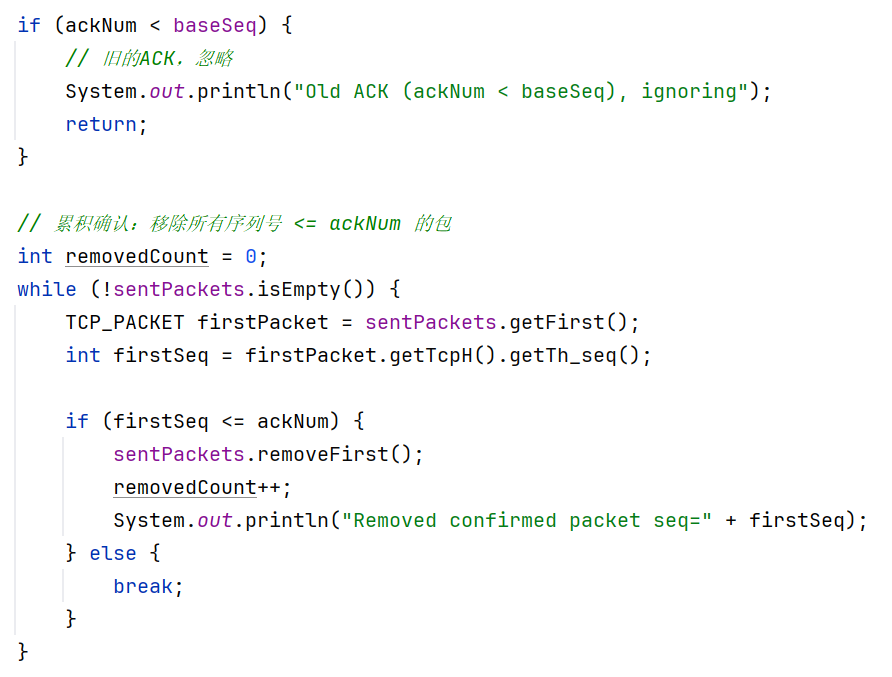 if (ackNum < baseSeq) {
    // 旧的ACK，忽略
    System.out.println("Old ACK (ackNum < baseSeq), ignoring");
    return;
}

// 累积确认：移除所有序列号 <= ackNum 的包
int removedCount = 0;
while (!sentPackets.isEmpty()) {
    TCP_PACKET firstPacket = sentPackets.getFirst();
    int firstSeq = firstPacket.getTcpH().getTh_seq();

    if (firstSeq <= ackNum) {
        sentPackets.removeFirst();
        removedCount++;
        System.out.println("Removed confirmed packet seq=" + firstSeq);
    } else {
        break;
    }
}